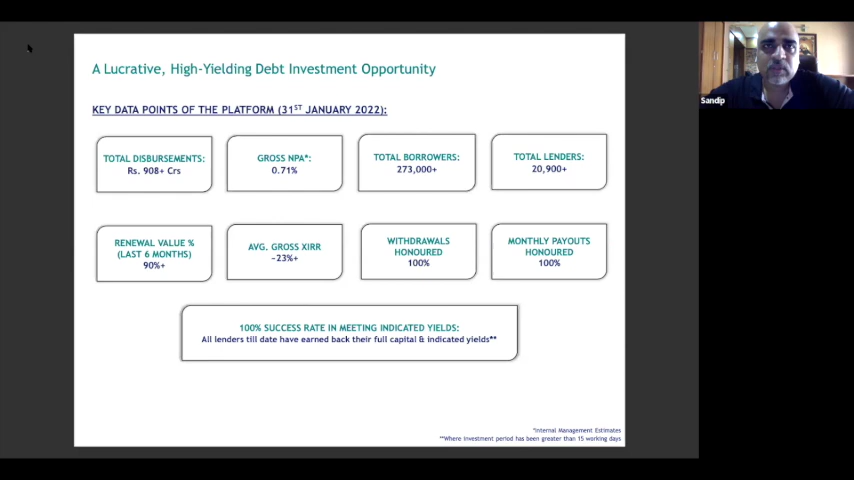 A Lucrative, High-Yielding Debt Investment Opportunity
KEY DATA POINTS OF THE PLATFORM (31ST JANUARY 2022):
TOTAL DISBURSEMENTS:
Rs. 908+ Crs
GROSS NPA*:
0.71%
TOTAL BORROWERS:
273,000+
TOTAL LENDERS:
20,900+
RENEWAL VALUE %
(LAST 6 MONTHS)
90%+
AVG. GROSS XIRR
~23%+
WITHDRAWALS
HONOURED
100%
MONTHLY PAYOUTS
HONOURED
100%
100% SUCCESS RATE IN MEETING INDICATED YIELDS:
All lenders till date have earned back their full capital & indicated yields**
*Internal Management Estimates
**Where investment period has been greater than 15 working days
Sandip